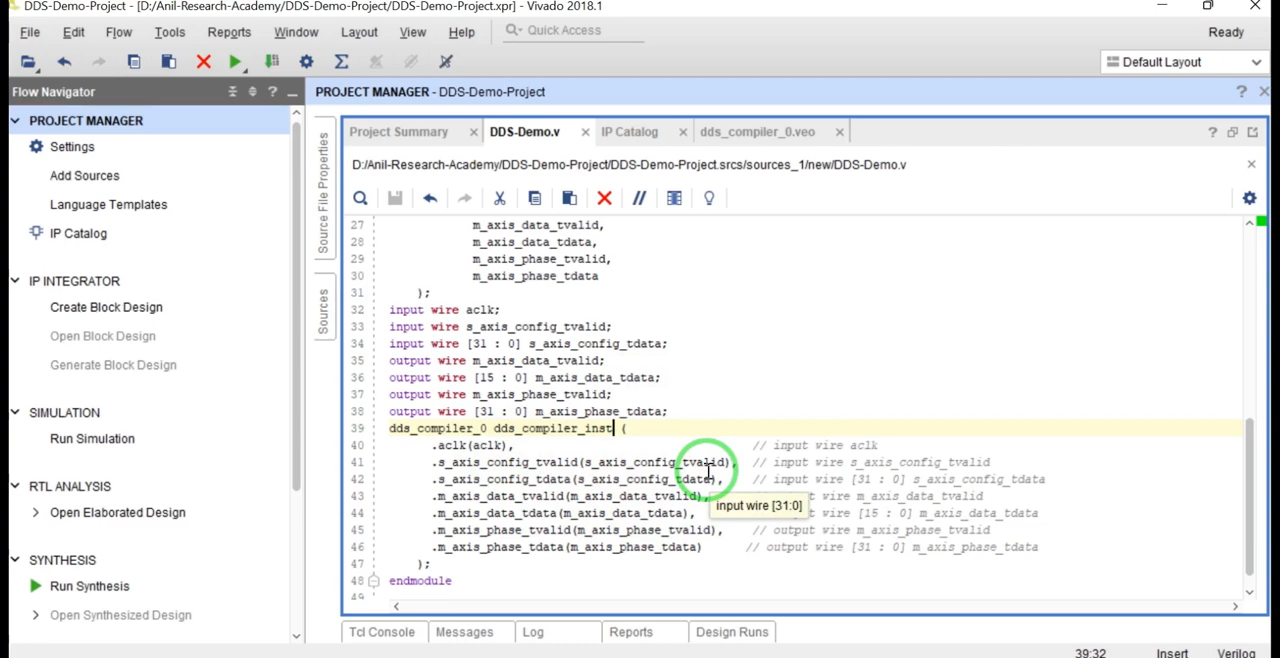 DDS-Demo-Project - [D:/Anil-Research-Academy/DDS-Demo-Project/DDS-Demo-Project.xpr] - Vivado 2018.1
File Edit Flow Tools Reports Window Layout View Help Quick Access Ready
Default Layout
Flow Navigator ?
PROJECT MANAGER
Settings
Add Sources
Language Templates
IP Catalog
IP INTEGRATOR
Create Block Design
Open Block Design
Generate Block Design
SIMULATION
Run Simulation
RTL ANALYSIS
Open Elaborated Design
SYNTHESIS
Run Synthesis
Open Synthesized Design
PROJECT MANAGER - DDS-Demo-Project ?
Source File Properties
Sources
Project Summary DDS-Demo.v IP Catalog dds_compiler_0.veo ?
D:/Anil-Research-Academy/DDS-Demo-Project/DDS-Demo-Project.srcs/sources_1/new/DDS-Demo.v
27 m_axis_data_tvalid,
28 m_axis_data_tdata,
29 m_axis_phase_tvalid,
30 m_axis_phase_tdata
31 );
32 input wire aclk;
33 input wire s_axis_config_tvalid;
34 input wire [31 : 0] s_axis_config_tdata;
35 output wire m_axis_data_tvalid;
36 output wire [15 : 0] m_axis_data_tdata;
37 output wire m_axis_phase_tvalid;
38 output wire [31 : 0] m_axis_phase_tdata;
39 dds_compiler_0 dds_compiler_inst (
40 .aclk(aclk), // input wire aclk
41 .s_axis_config_tvalid(s_axis_config_tvalid), // input wire s_axis_config_tvalid
42 .s_axis_config_tdata(s_axis_config_tdata), // input wire [31 : 0] s_axis_config_tdata
43 .m_axis_data_tvalid(m_axis_data_tvalid), wire m_axis_data_tvalid
input wire [31:0]
44 .m_axis_data_tdata(m_axis_data_tdata), wire [15 : 0] m_axis_data_tdata
45 .m_axis_phase_tvalid(m_axis_phase_tvalid), // output wire m_axis_phase_tvalid
46 .m_axis_phase_tdata(m_axis_phase_tdata) // output wire [31 : 0] m_axis_phase_tdata
47 );
48 endmodule
49
Tcl Console Messages Log Reports Design Runs
39:32 Insert Verilog